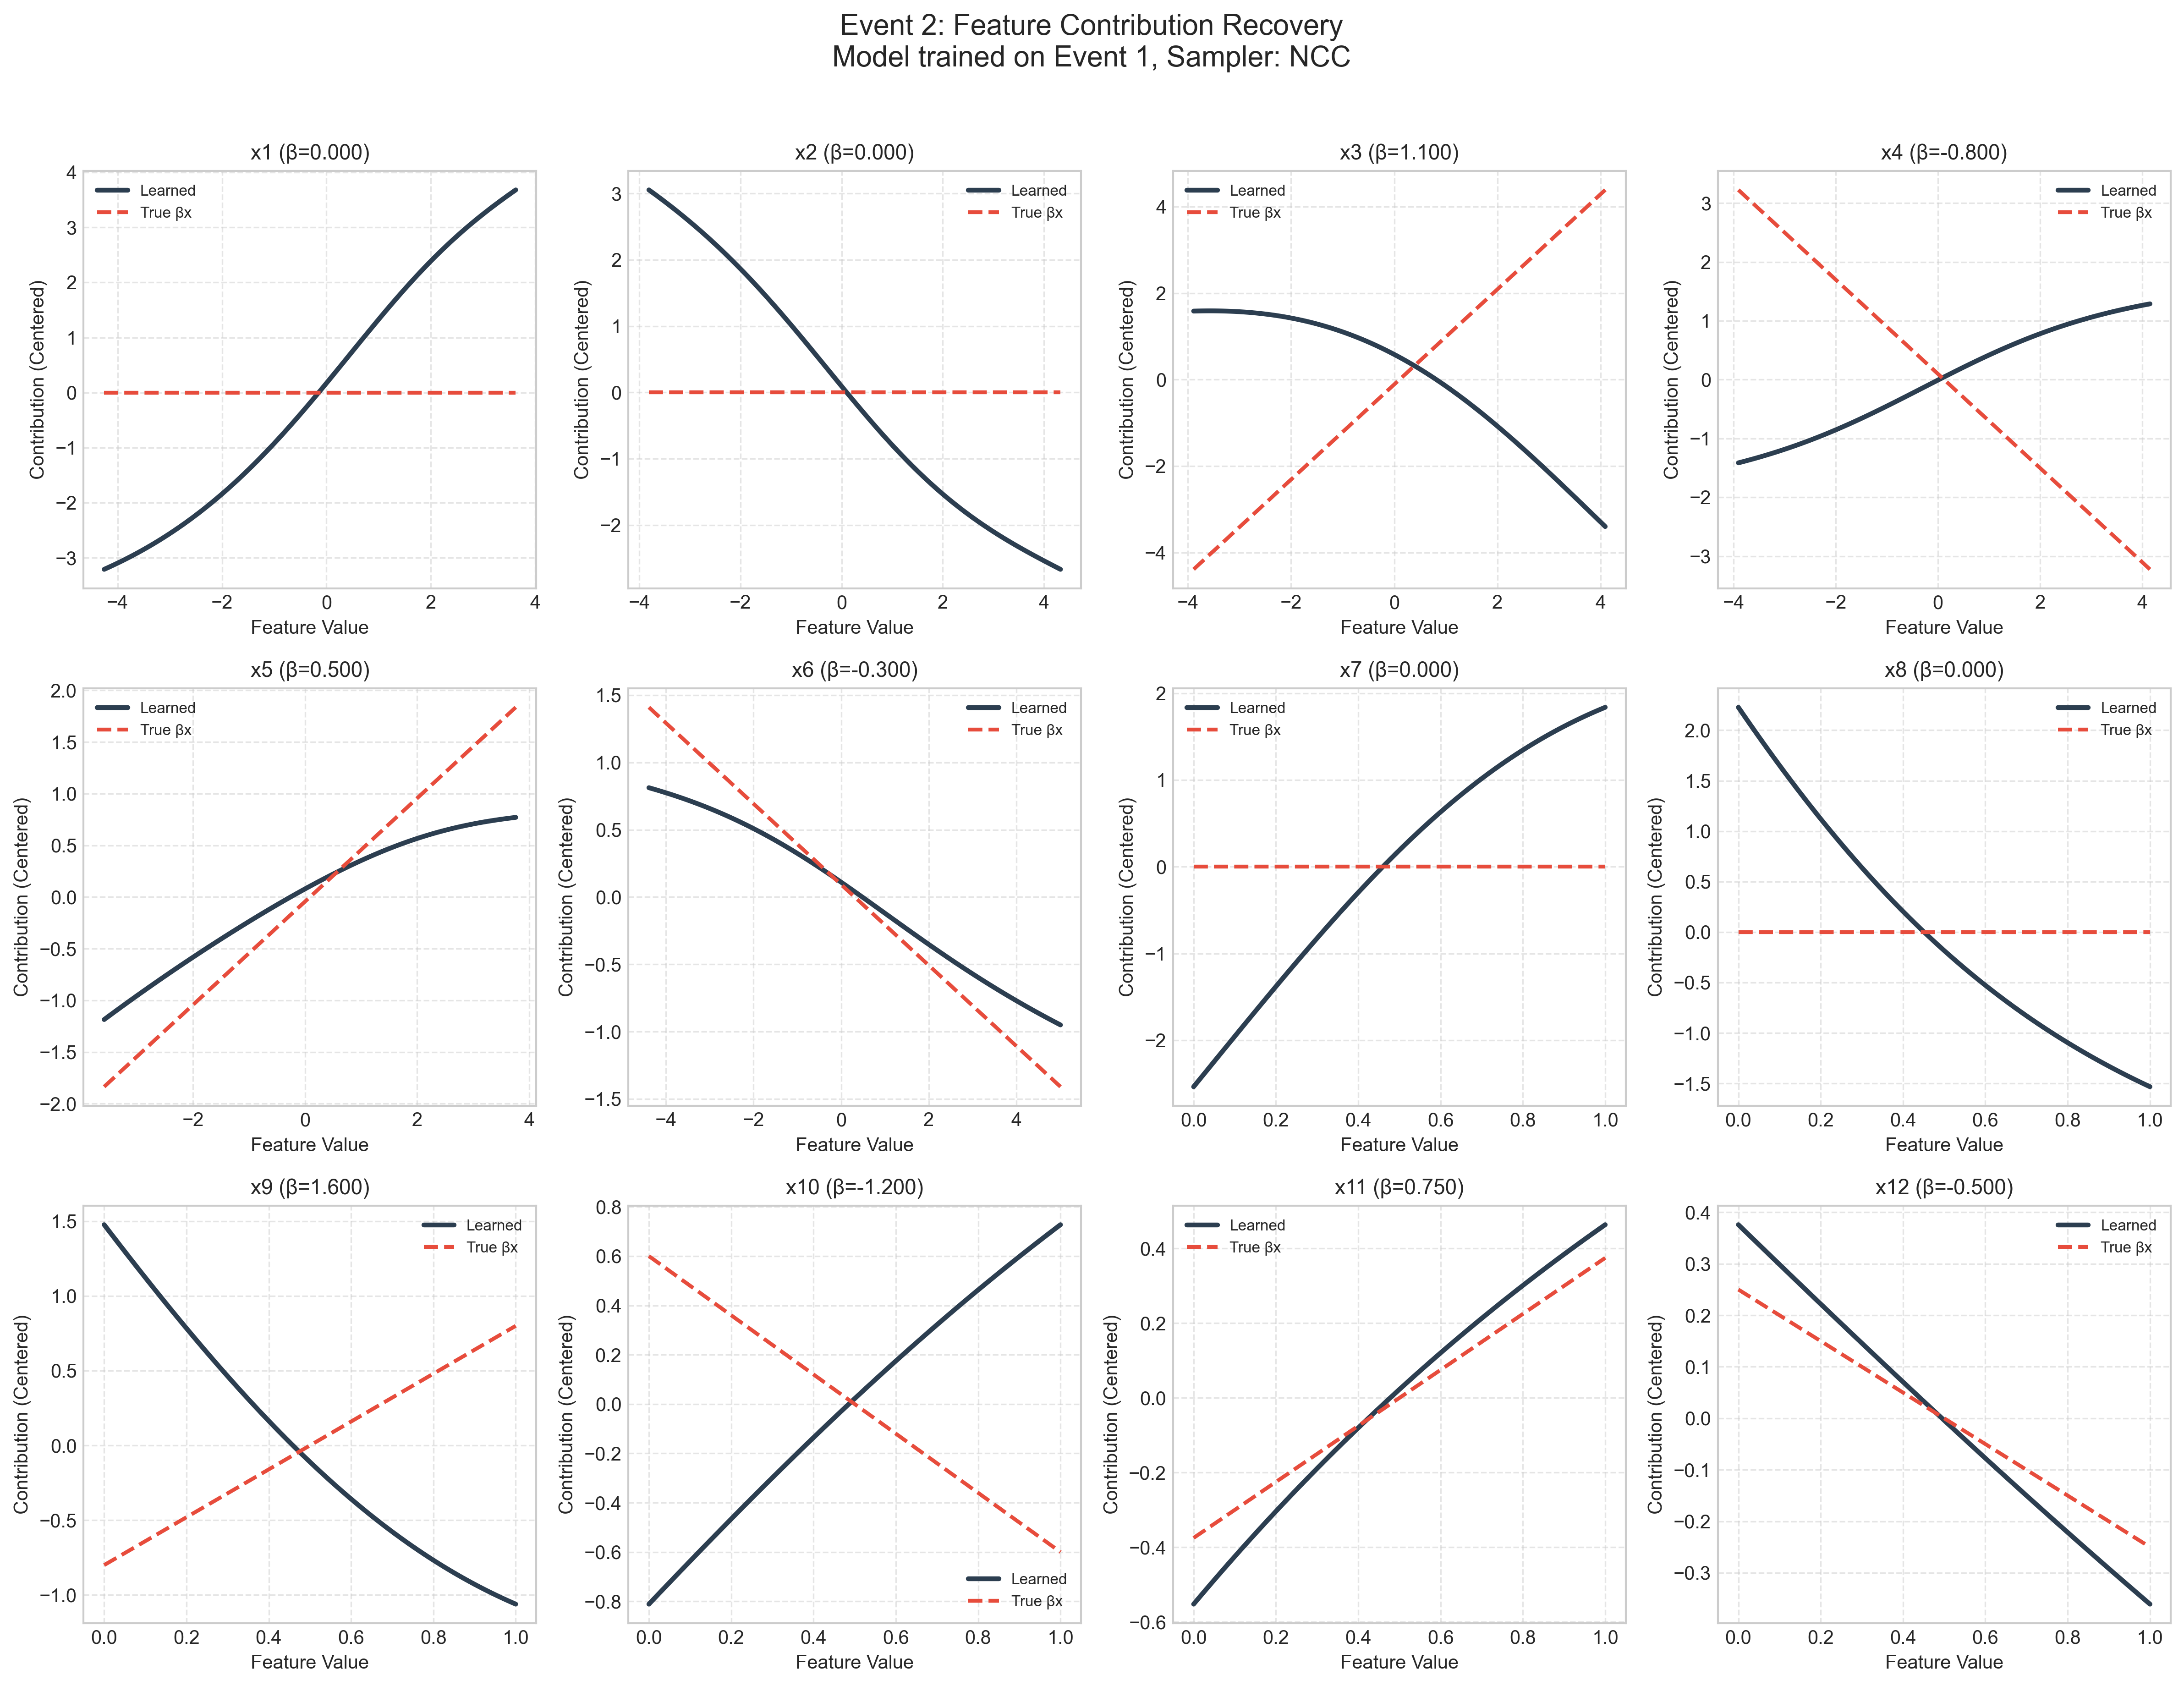 Event 2: Feature Contribution Recovery
Model trained on Event 1, Sampler: NCC
x1 (β=0.000)
Learned
True βx
Contribution (Centered)
4
3
2
1
0
−1
−2
−3
−4
−2
0
2
4
Feature Value
x2 (β=0.000)
Learned
True βx
Contribution (Centered)
3
2
1
0
−1
−2
−4
−2
0
2
4
Feature Value
x3 (β=1.100)
Learned
True βx
Contribution (Centered)
4
2
0
−2
−4
−4
−2
0
2
4
Feature Value
x4 (β=-0.800)
Learned
True βx
Contribution (Centered)
3
2
1
0
−1
−2
−3
−4
−2
0
2
4
Feature Value
x5 (β=0.500)
Learned
True βx
Contribution (Centered)
2.0
1.5
1.0
0.5
0.0
−0.5
−1.0
−1.5
−2.0
−2
0
2
4
Feature Value
x6 (β=-0.300)
Learned
True βx
Contribution (Centered)
1.5
1.0
0.5
0.0
−0.5
−1.0
−1.5
−4
−2
0
2
4
Feature Value
x7 (β=0.000)
Learned
True βx
Contribution (Centered)
2
1
0
−1
−2
0.0
0.2
0.4
0.6
0.8
1.0
Feature Value
x8 (β=0.000)
Learned
True βx
Contribution (Centered)
2.0
1.5
1.0
0.5
0.0
−0.5
−1.0
−1.5
0.0
0.2
0.4
0.6
0.8
1.0
Feature Value
x9 (β=1.600)
Learned
True βx
Contribution (Centered)
1.5
1.0
0.5
0.0
−0.5
−1.0
0.0
0.2
0.4
0.6
0.8
1.0
Feature Value
x10 (β=-1.200)
Learned
True βx
Contribution (Centered)
0.8
0.6
0.4
0.2
0.0
−0.2
−0.4
−0.6
−0.8
0.0
0.2
0.4
0.6
0.8
1.0
Feature Value
x11 (β=0.750)
Learned
True βx
Contribution (Centered)
0.4
0.2
0.0
−0.2
−0.4
−0.6
0.0
0.2
0.4
0.6
0.8
1.0
Feature Value
x12 (β=-0.500)
Learned
True βx
Contribution (Centered)
0.4
0.3
0.2
0.1
0.0
−0.1
−0.2
−0.3
0.0
0.2
0.4
0.6
0.8
1.0
Feature Value